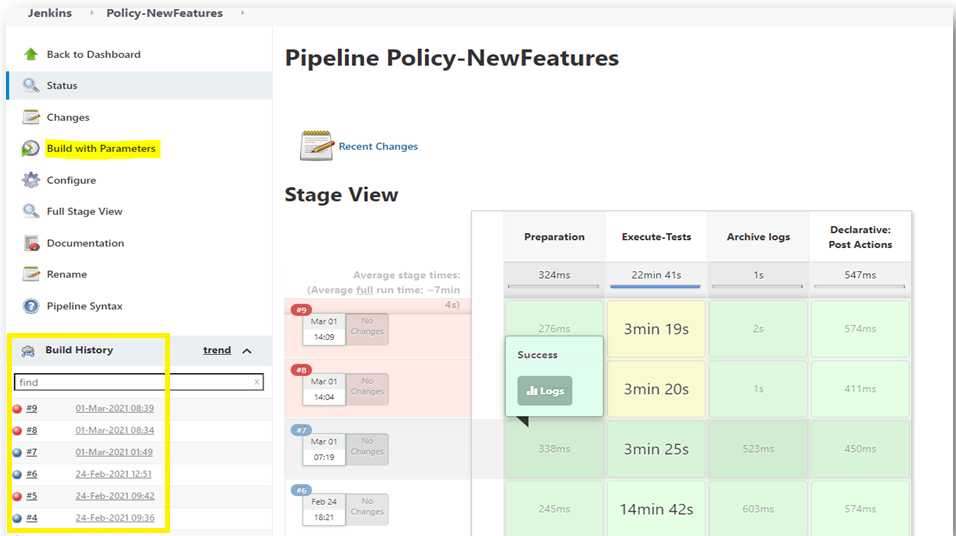 Jenkins Policy-NewFeatures
Back to Dashboard
Status
Changes
Build with Parameters
Configure
Full Stage View
Documentation
Rename
Pipeline Syntax
Build History trend
find x
#9 01-Mar-2021 08:39
#8 01-Mar-2021 08:34
#7 01-Mar-2021 01:49
#6 24-Feb-2021 12:51
#5 24-Feb-2021 09:42
#4 24-Feb-2021 09:36
Pipeline Policy-NewFeatures
Recent Changes
Stage View
Preparation Execute-Tests Archive logs Declarative: Post Actions
Average stage times: 324ms 22min 41s 1s 547ms
(Average full run time: ~7min
4s)
#9
Mar 01 No Changes
14:09
276ms 3min 19s 2s 574ms
Success
Logs
#8
Mar 01 No Changes
14:04
3min 20s 1s 411ms
#7
Mar 01 No Changes
07:19
338ms 3min 25s 523ms 450ms
#6
Feb 24 No Changes
18:21
245ms 14min 42s 603ms 574ms